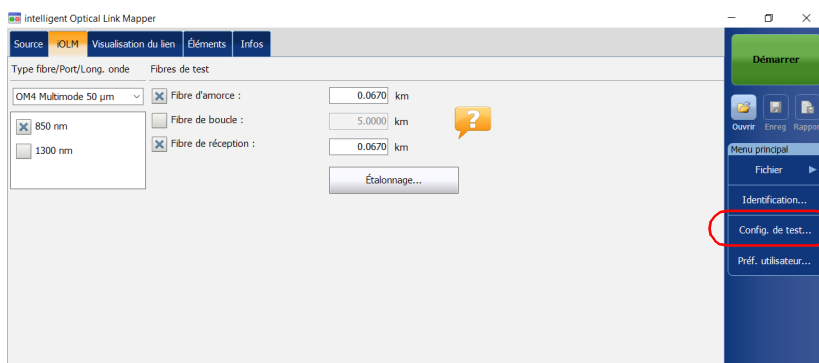 intelligent Optical Link Mapper
Source iOLM Visualisation du lien Éléments Infos
Démarrer
Type fibre/Port/Long. onde Fibres de test
OM4 Multimode 50 µm
Fibre d'amorce : 0.0670 km
850 nm
Fibre de boucle : 5.0000 km
1300 nm
Fibre de réception : 0.0670 km
Étalonnage...
Ouvrir Enreg Rappor
Menu principal
Fichier
Identification...
Config. de test...
Préf. utilisateur...